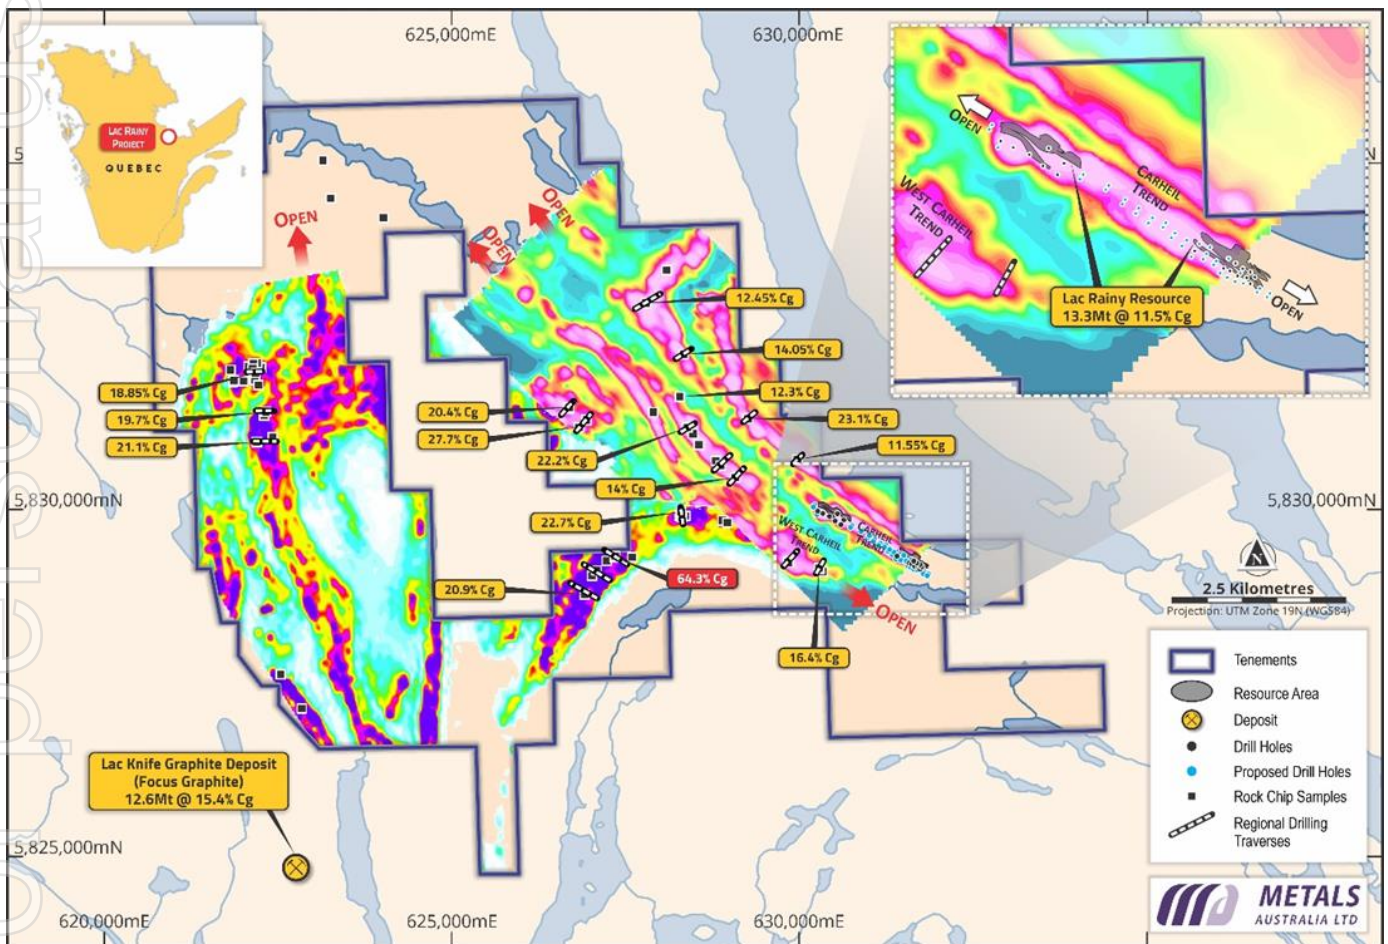 625,000mE
630,000mE
LAC RAINY
PROJECT
QUEBEC
OPEN
OPEN
OPEN
OPEN
CARHEIL
TREND
WEST CARHEIL
TREND
OPEN
Lac Rainy Resource
13.3Mt @ 11.5% Cg
12.45% Cg
14.05% Cg
12.3% Cg
18.85% Cg
19.7% Cg
21.1% Cg
20.4% Cg
27.7% Cg
23.1% Cg
11.55% Cg
22.2% Cg
14% Cg
5,830,000mN
5,830,000mN
22.7% Cg
WEST CARHEIL
TREND
CARHEIL
TREND
64.3% Cg
20.9% Cg
OPEN
16.4% Cg
N
2.5 Kilometres
Projection: UTM Zone 19N (WGS84)
Tenements
Resource Area
Deposit
Drill Holes
Proposed Drill Holes
Rock Chip Samples
Regional Drilling
Traverses
Lac Knife Graphite Deposit
(Focus Graphite)
12.6Mt @ 15.4% Cg
5,825,000mN
620,000mE
625,000mE
630,000mE
METALS
AUSTRALIA LTD